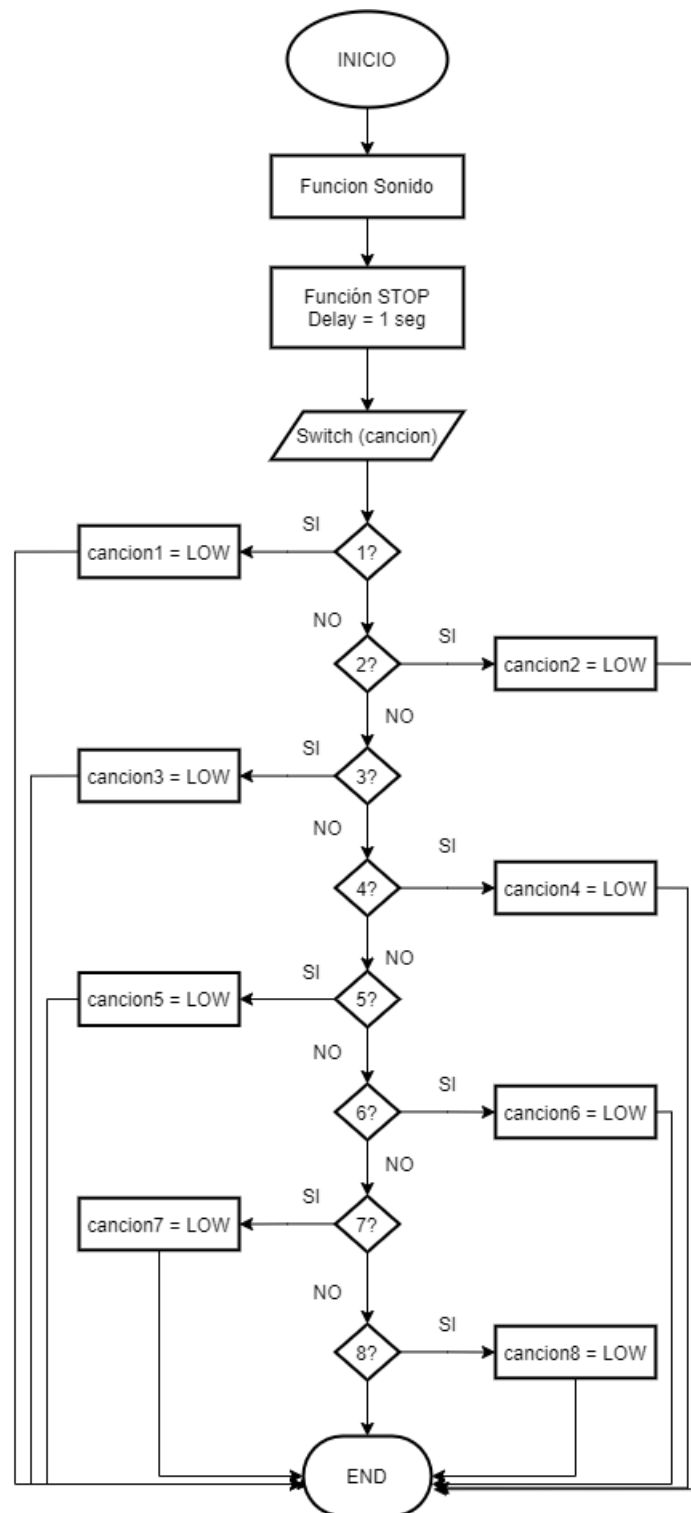 INICIO
Funcion Sonido
Función STOP
Delay = 1 seg
Switch (cancion)
SI
cancion1 = LOW
1?
NO
SI
2?
cancion2 = LOW
NO
SI
cancion3 = LOW
3?
NO
SI
4?
cancion4 = LOW
NO
SI
cancion5 = LOW
5?
NO
SI
6?
cancion6 = LOW
NO
SI
cancion7 = LOW
7?
NO
SI
8?
cancion8 = LOW
END